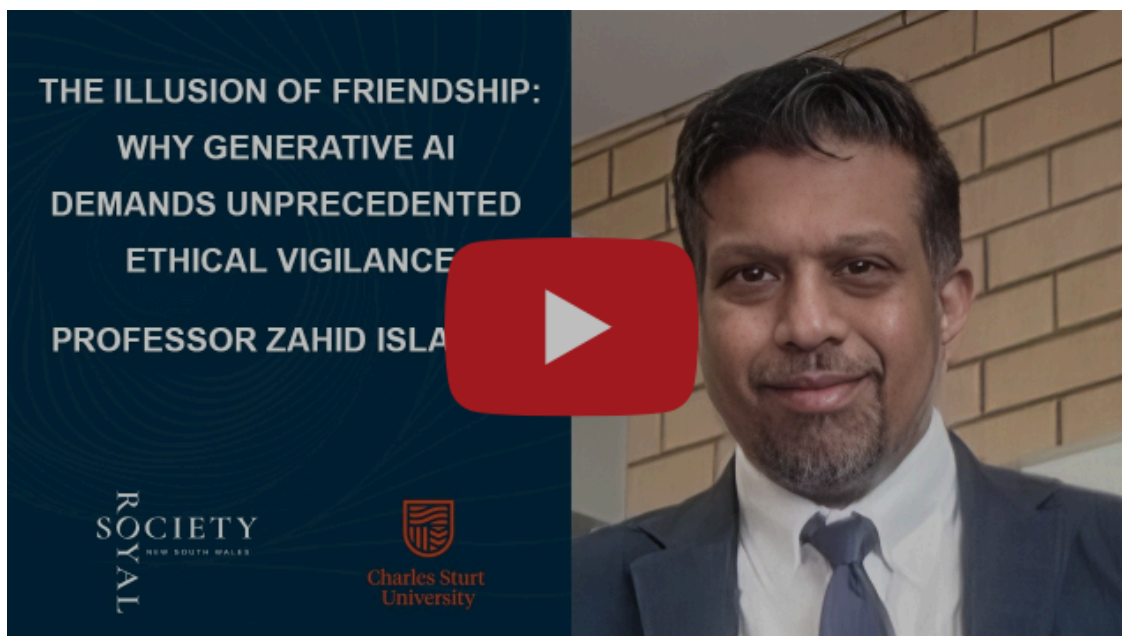 THE ILLUSION OF FRIENDSHIP:
WHY GENERATIVE AI
DEMANDS UNPRECEDENTED
ETHICAL VIGILANCE
PROFESSOR ZAHID
ROYAL
SOCIETY
NEW SOUTH WALES
Charles Sturt
University